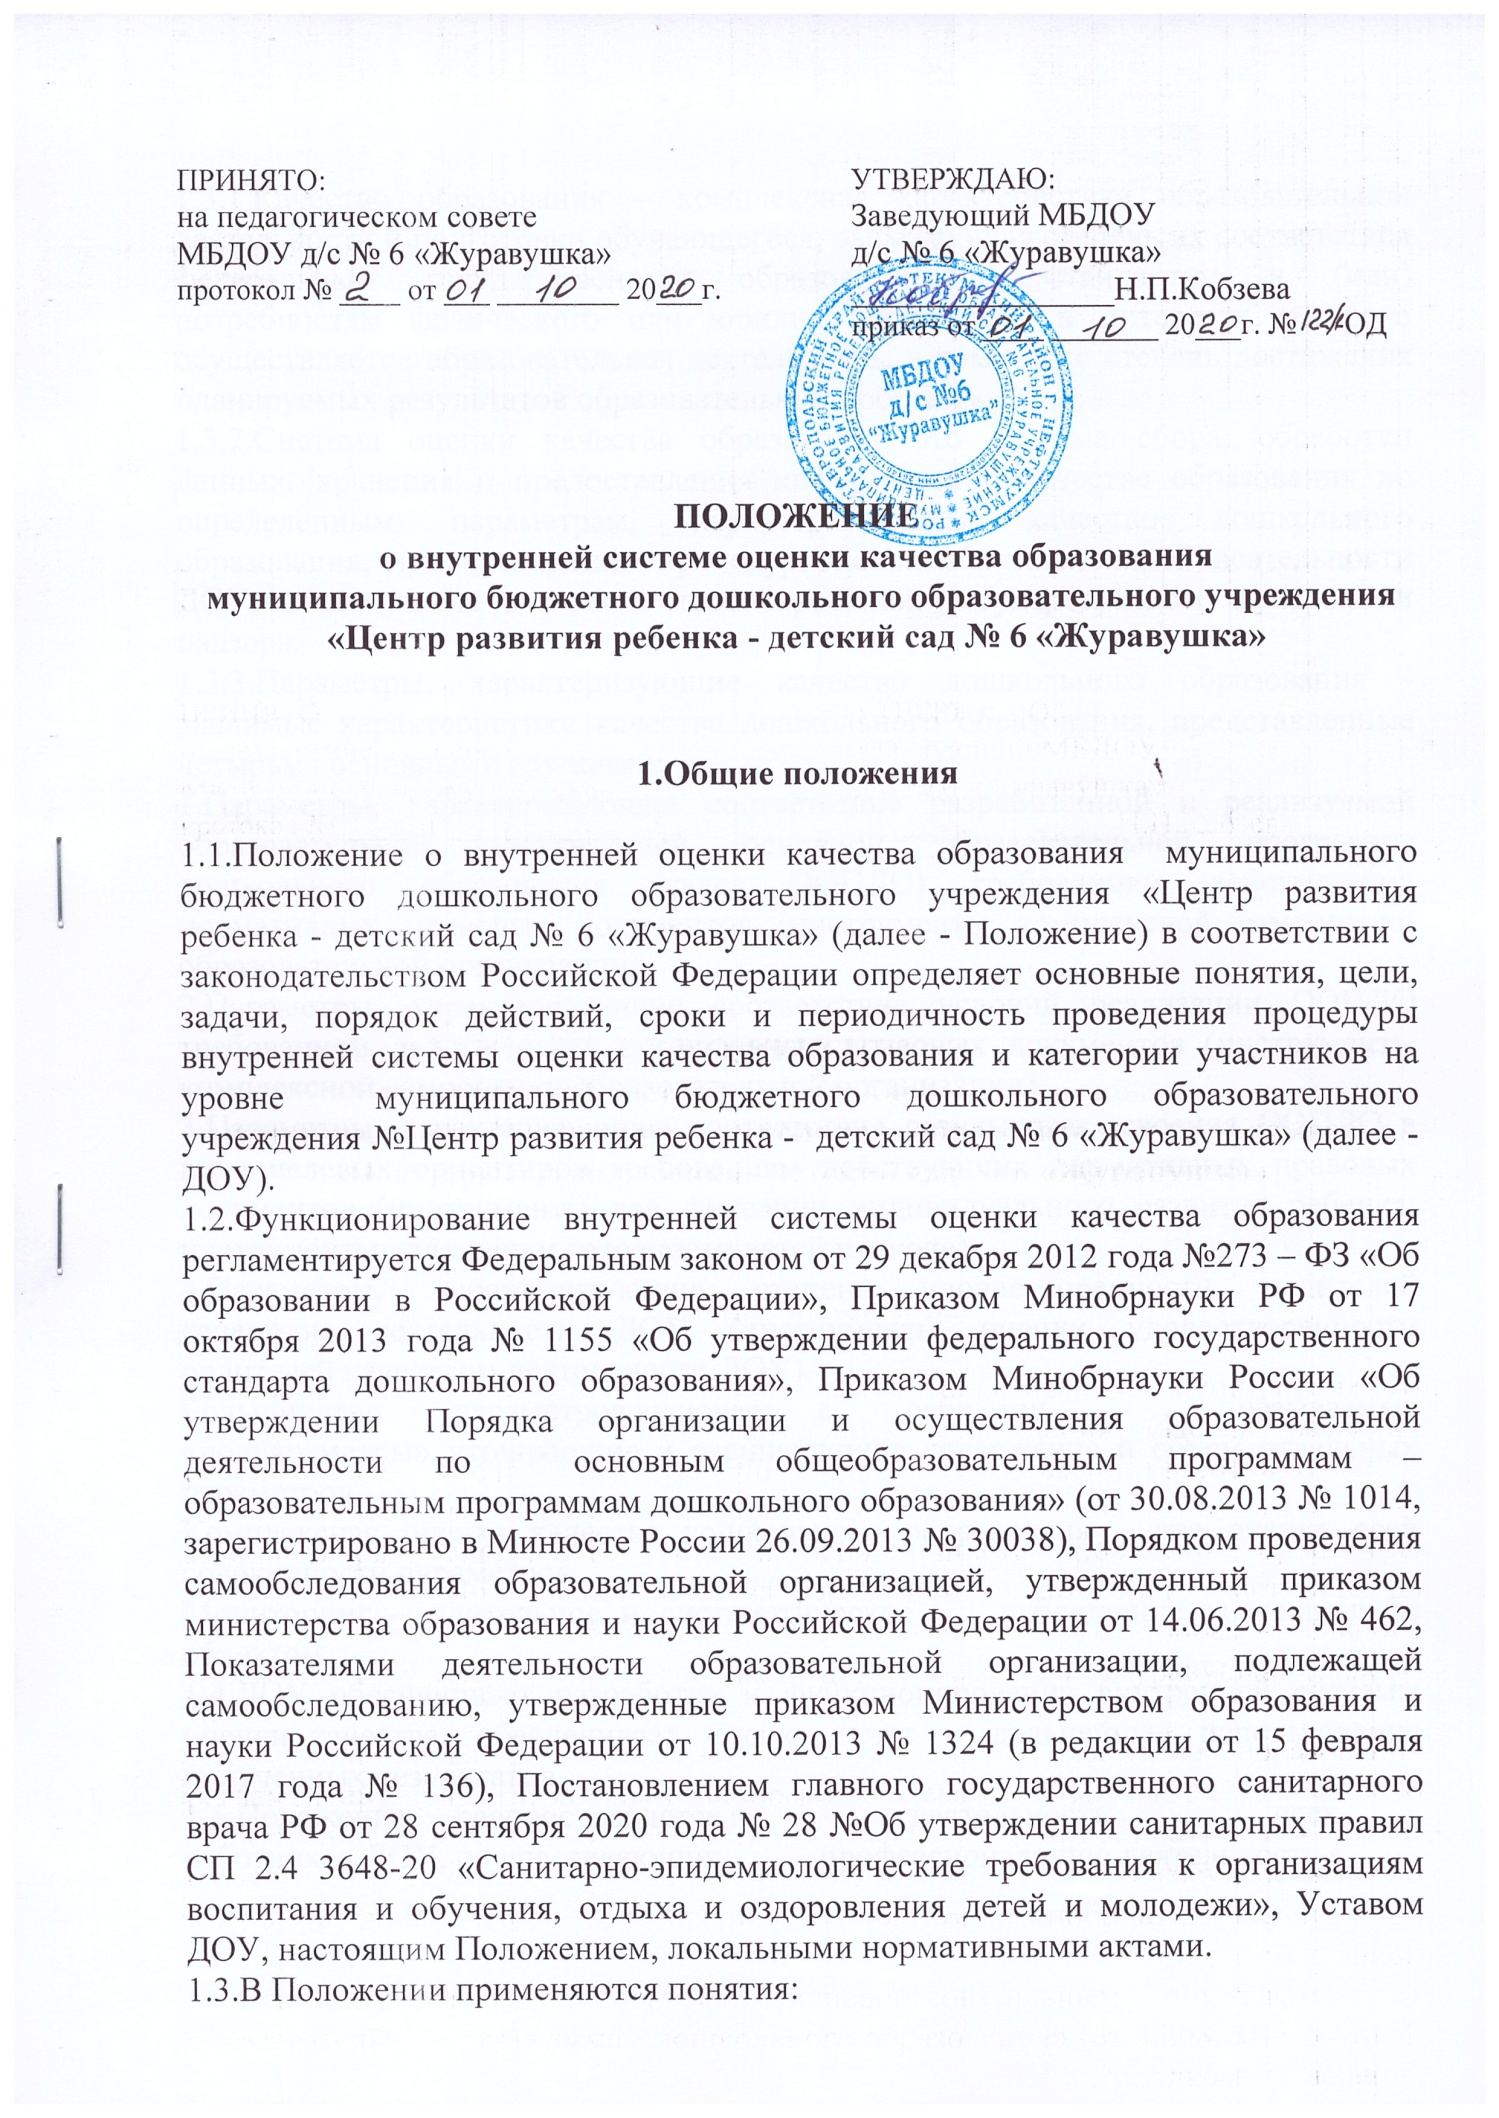 ПРИНЯТО:
на педагогическом совете
МБДОУ д/с № 6 «Журавушка»
протокол № 2 от 01 10 2020 г.
УТВЕРЖДАЮ:
Заведующий МБДОУ
д/с № 6 «Журавушка»
Н.П.Кобзева
приказ от 01 10 2020 г. № 122/1-ОД
МБДОУ
д/с №6
“Журавушка”
ПОЛОЖЕНИЕ
о внутренней системе оценки качества образования
муниципального бюджетного дошкольного образовательного учреждения
«Центр развития ребенка - детский сад № 6 «Журавушка»
1.Общие положения
1.1.Положение о внутренней оценки качества образования муниципального
бюджетного дошкольного образовательного учреждения «Центр развития
ребенка - детский сад № 6 «Журавушка» (далее - Положение) в соответствии с
законодательством Российской Федерации определяет основные понятия, цели,
задачи, порядок действий, сроки и периодичность проведения процедуры
внутренней системы оценки качества образования и категории участников на
уровне муниципального бюджетного дошкольного образовательного
учреждения №Центр развития ребенка - детский сад № 6 «Журавушка» (далее -
ДОУ).
1.2.Функционирование внутренней системы оценки качества образования
регламентируется Федеральным законом от 29 декабря 2012 года №273 – ФЗ «Об
образовании в Российской Федерации», Приказом Минобрнауки РФ от 17
октября 2013 года № 1155 «Об утверждении федерального государственного
стандарта дошкольного образования», Приказом Минобрнауки России «Об
утверждении Порядка организации и осуществления образовательной
деятельности по основным общеобразовательным программам –
образовательным программам дошкольного образования» (от 30.08.2013 № 1014,
зарегистрировано в Минюсте России 26.09.2013 № 30038), Порядком проведения
самообследования образовательной организацией, утвержденный приказом
министерства образования и науки Российской Федерации от 14.06.2013 № 462,
Показателями деятельности образовательной организации, подлежащей
самообследованию, утвержденные приказом Министерством образования и
науки Российской Федерации от 10.10.2013 № 1324 (в редакции от 15 февраля
2017 года № 136), Постановлением главного государственного санитарного
врача РФ от 28 сентября 2020 года № 28 №Об утверждении санитарных правил
СП 2.4 3648-20 «Санитарно-эпидемиологические требования к организациям
воспитания и обучения, отдыха и оздоровления детей и молодежи», Уставом
ДОУ, настоящим Положением, локальными нормативными актами.
1.3.В Положении применяются понятия: